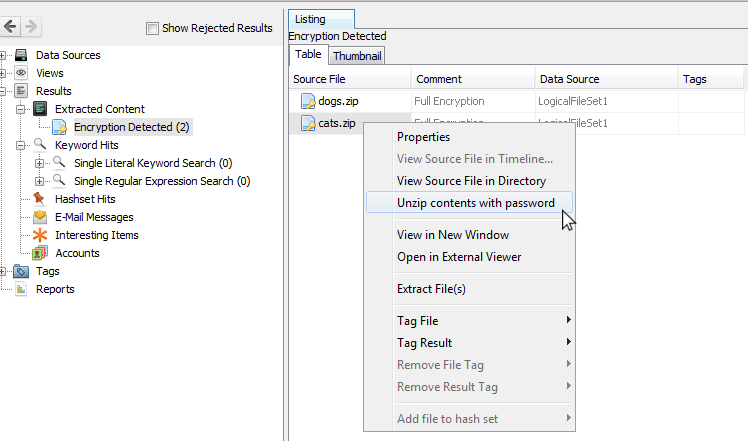 Show Rejected Results
Data Sources
Views
Results
Extracted Content
Encryption Detected (2)
Keyword Hits
Single Literal Keyword Search (0)
Single Regular Expression Search (0)
Hashset Hits
E-Mail Messages
Interesting Items
Accounts
Tags
Reports
Listing
Encryption Detected
Table Thumbnail
Source File Comment Data Source Tags
dogs.zip Full Encryption LogicalFileSet1
cats.zip Full Encryption LogicalFileSet1
Properties
View Source File in Timeline...
View Source File in Directory
Unzip contents with password
View in New Window
Open in External Viewer
Extract File(s)
Tag File
Tag Result
Remove File Tag
Remove Result Tag
Add file to hash set